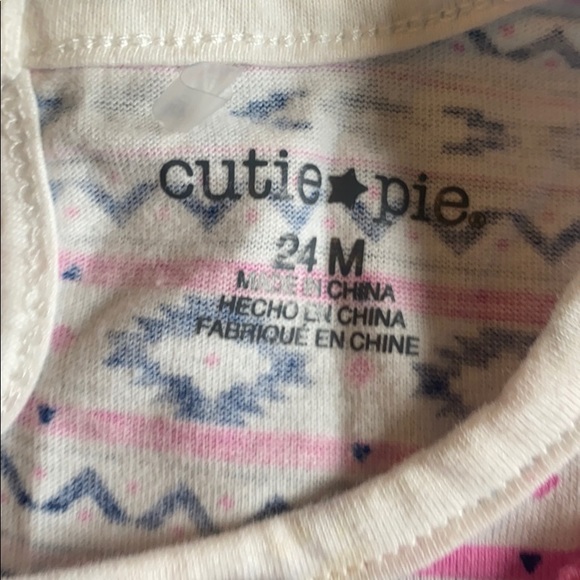 cutie★pie®
24 M
MADE IN CHINA
HECHO EN CHINA
FABRIQUÉ EN CHINE